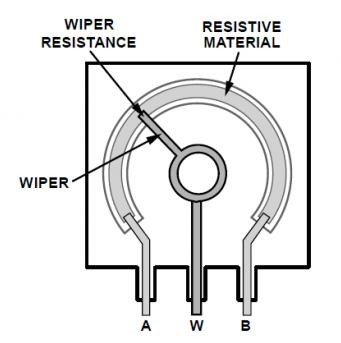 WIPER
RESISTANCE
RESISTIVE
MATERIAL
WIPER
A W B